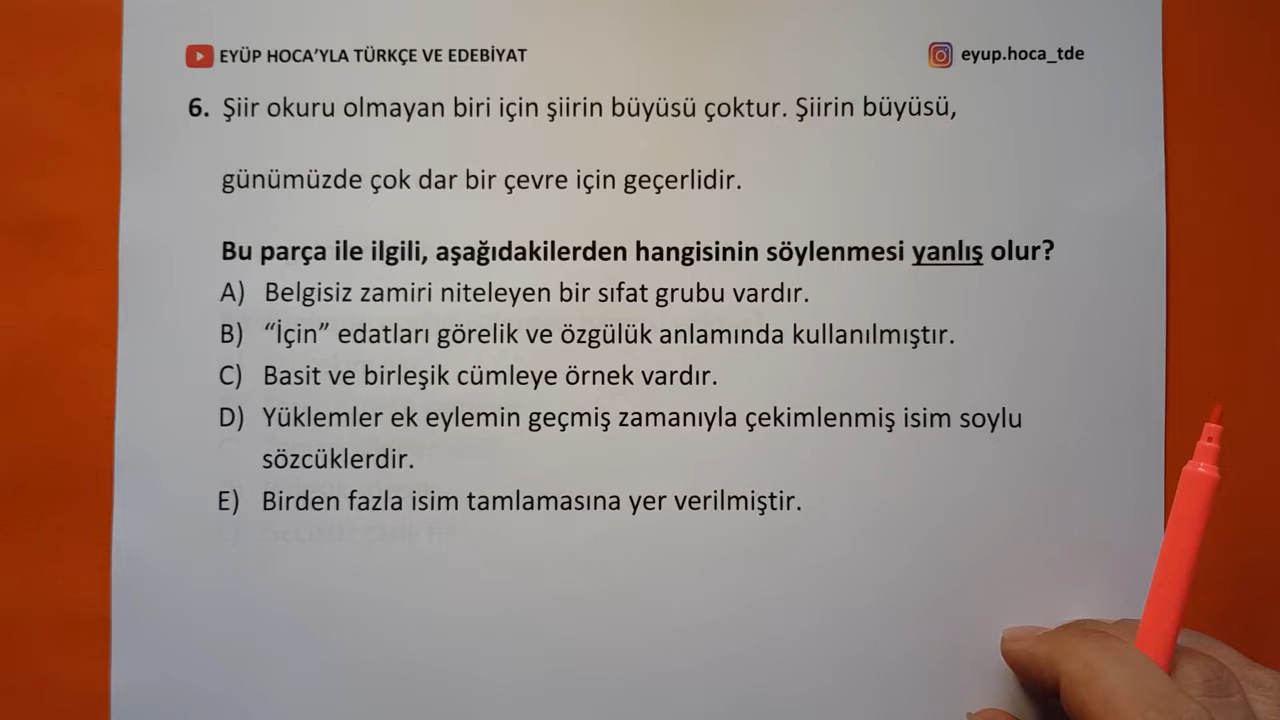 EYÜP HOCA'YLA TÜRKÇE VE EDEBİYAT
eyup.hoca_tde
6. Şiir okuru olmayan biri için şiirin büyüsü çoktur. Şiirin büyüsü,
günümüzde çok dar bir çevre için geçerlidir.
Bu parça ile ilgili, aşağıdakilerden hangisinin söylenmesi yanlış olur?
A) Belgisiz zamiri niteleyen bir sıfat grubu vardır.
B) “İçin” edatları görelik ve özgülük anlamında kullanılmıştır.
C) Basit ve birleşik cümleye örnek vardır.
D) Yüklemler ek eylemin geçmiş zamanıyla çekimlenmiş isim soylu
sözcüklerdir.
E) Birden fazla isim tamlamasına yer verilmiştir.